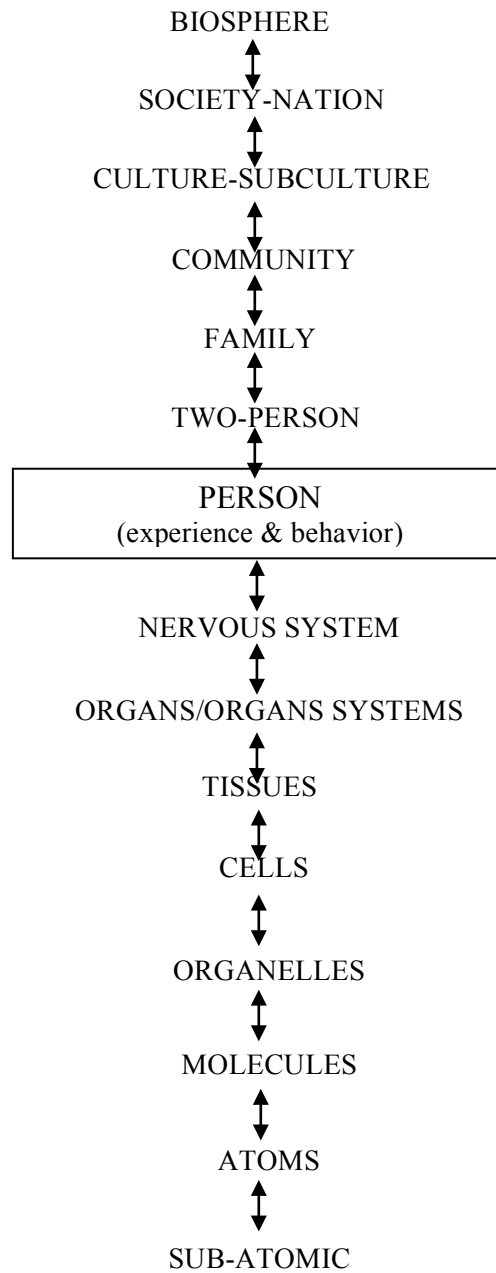 BIOSPHERE
SOCIETY-NATION
CULTURE-SUBCULTURE
COMMUNITY
FAMILY
TWO-PERSON
PERSON
(experience & behavior)
NERVOUS SYSTEM
ORGANS/ORGANS SYSTEMS
TISSUES
CELLS
ORGANELLES
MOLECULES
ATOMS
SUB-ATOMIC